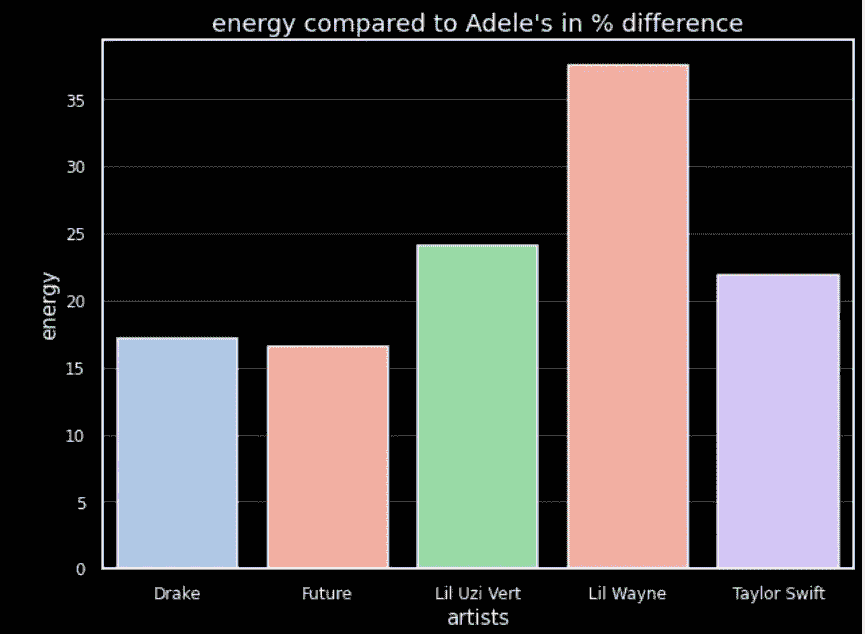 energy compared to Adele's in % difference
energy
35
30
25
20
15
10
5
0
Drake Future Lil Uzi Vert Lil Wayne Taylor Swift
artists